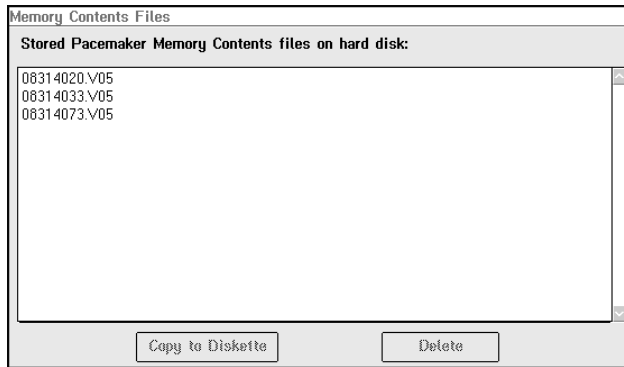 Memory Contents Files
Stored Pacemaker Memory Contents files on hard disk:
08314020.V05
08314033.V05
08314073.V05
Copy to Diskette
Delete